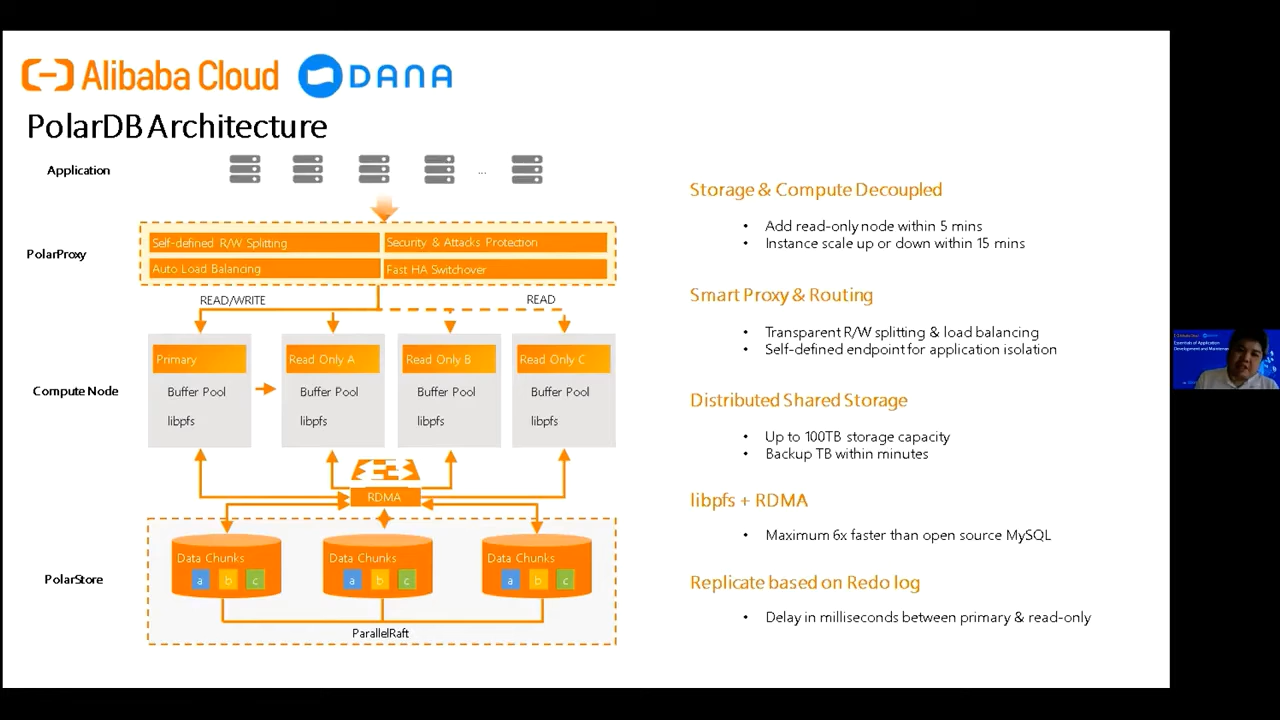 Alibaba Cloud DANA
PolarDB Architecture
Application
...
PolarProxy
Self-defined R/W Splitting
Security & Attacks Protection
Auto Load Balancing
Fast HA Switchover
READ/WRITE
READ
Compute Node
Primary
Buffer Pool
libpfs
Read Only A
Buffer Pool
libpfs
Read Only B
Buffer Pool
libpfs
Read Only C
Buffer Pool
libpfs
RDMA
PolarStore
Data Chunks
a b c
Data Chunks
a b c
Data Chunks
a b c
ParallelRaft
Storage & Compute Decoupled
• Add read-only node within 5 mins
• Instance scale up or down within 15 mins
Smart Proxy & Routing
• Transparent R/W splitting & load balancing
• Self-defined endpoint for application isolation
Distributed Shared Storage
• Up to 100TB storage capacity
• Backup TB within minutes
libpfs + RDMA
• Maximum 6x faster than open source MySQL
Replicate based on Redo log
• Delay in milliseconds between primary & read-only
Essentials of Application
Development and